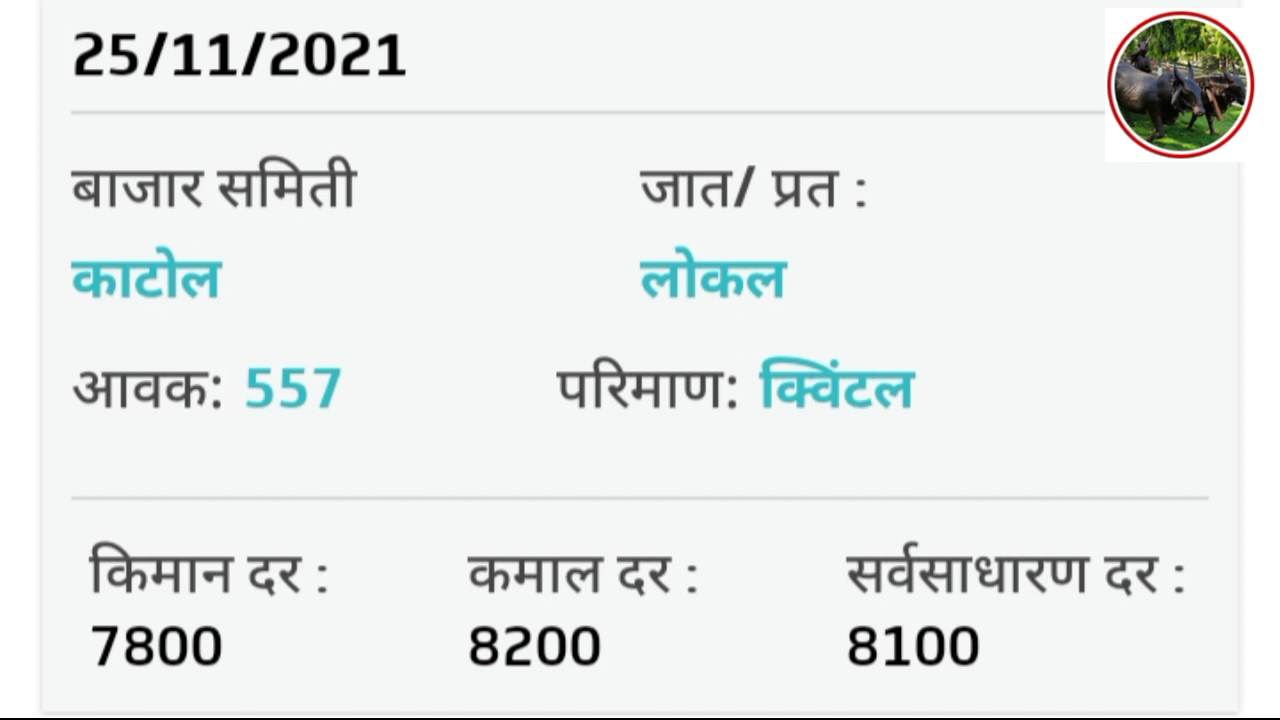 25/11/2021
बाजार समिती जात/ प्रत :
काटोल लोकल
आवक: 557 परिमाण: क्विंटल
किमान दर : कमाल दर : सर्वसाधारण दर :
7800 8200 8100